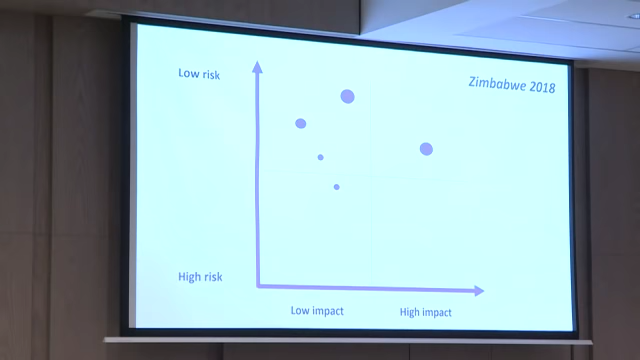 Low risk
Zimbabwe 2018
High risk
Low impact
High impact